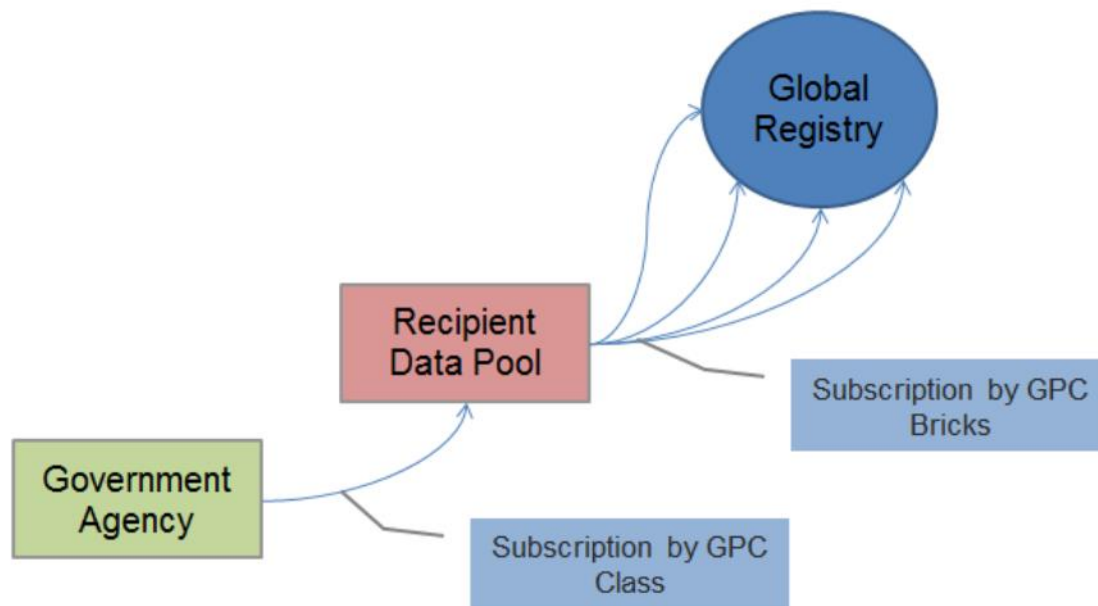 Global
Registry
Recipient
Data Pool
Subscription by GPC
Bricks
Government
Agency
Subscription by GPC
Class